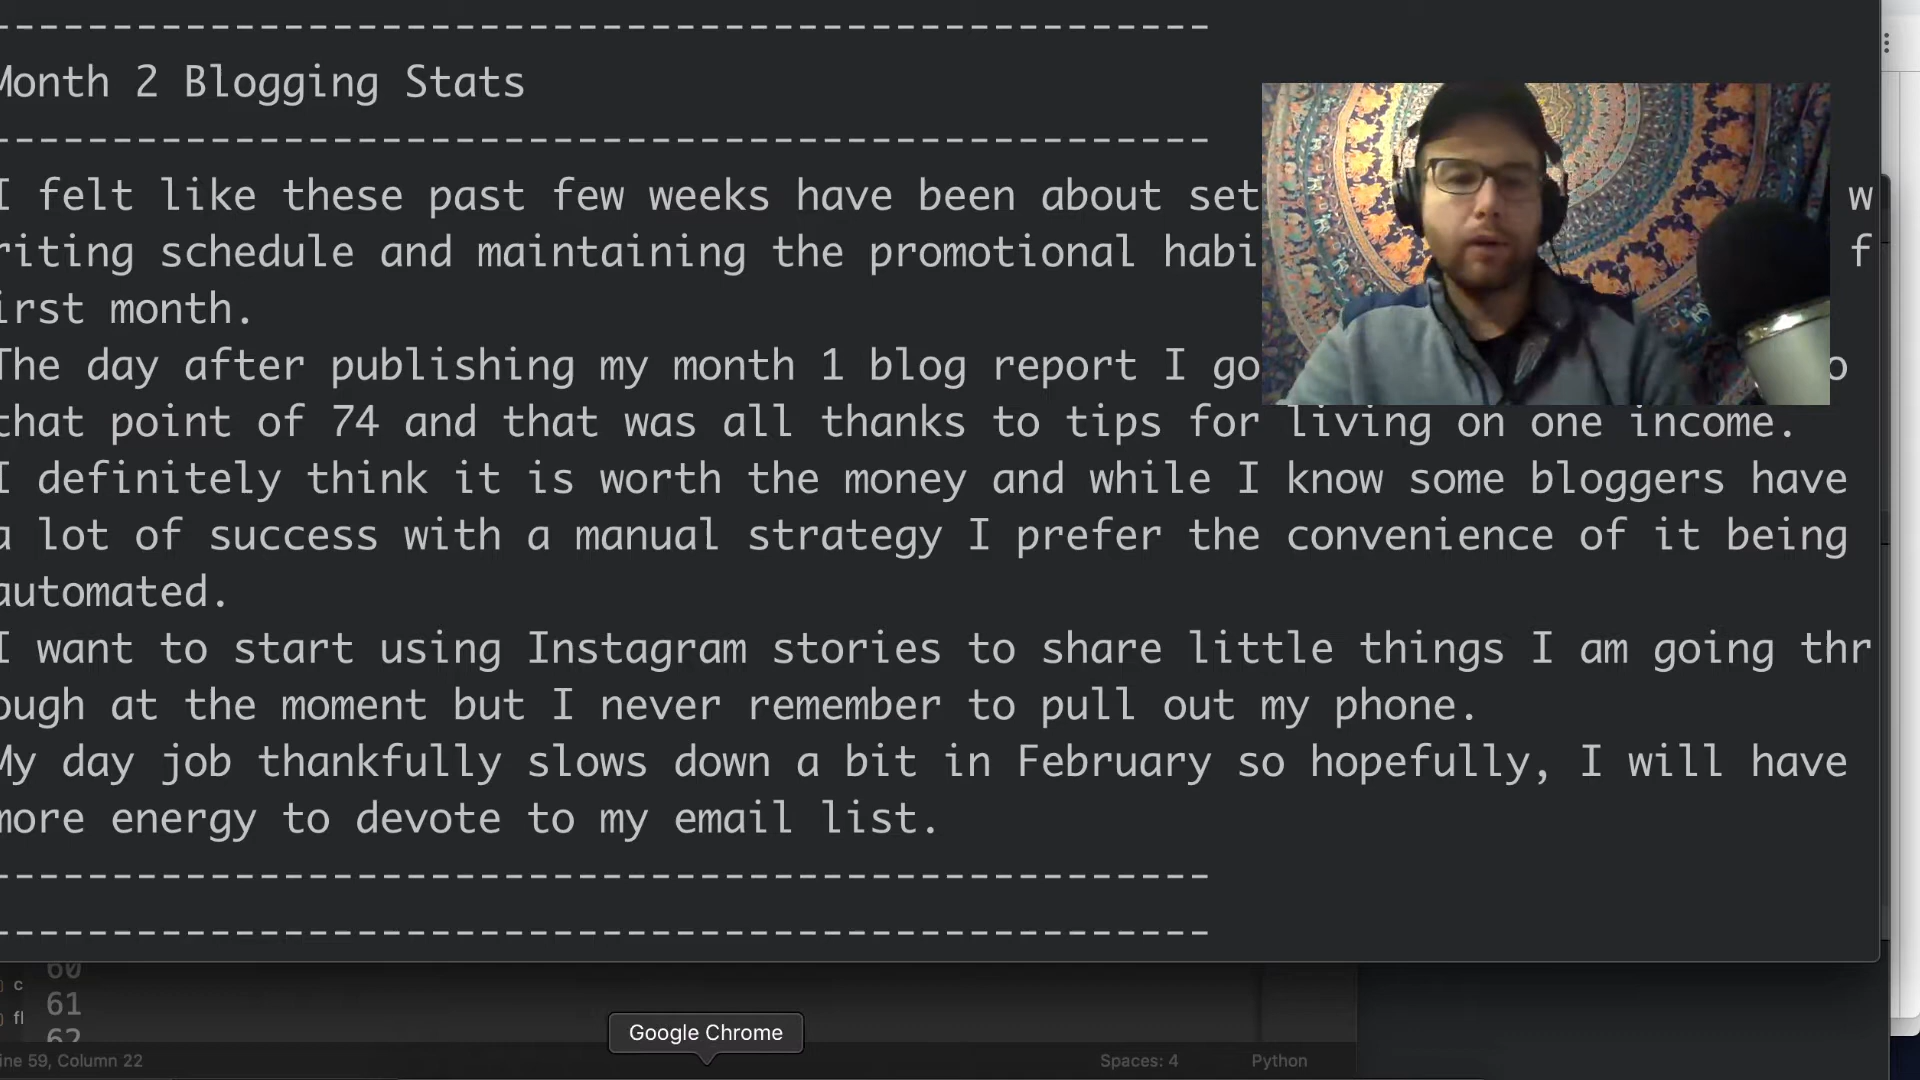 Month 2 Blogging Stats
I felt like these past few weeks have been about set w
riting schedule and maintaining the promotional habi f
irst month.
The day after publishing my month 1 blog report I go o
that point of 74 and that was all thanks to tips for living on one income.
I definitely think it is worth the money and while I know some bloggers have
a lot of success with a manual strategy I prefer the convenience of it being
automated.
I want to start using Instagram stories to share little things I am going thr
ough at the moment but I never remember to pull out my phone.
My day job thankfully slows down a bit in February so hopefully, I will have
more energy to devote to my email list.
60
c
61
fl
62
Google Chrome
ine 59, Column 22
Spaces: 4
Python